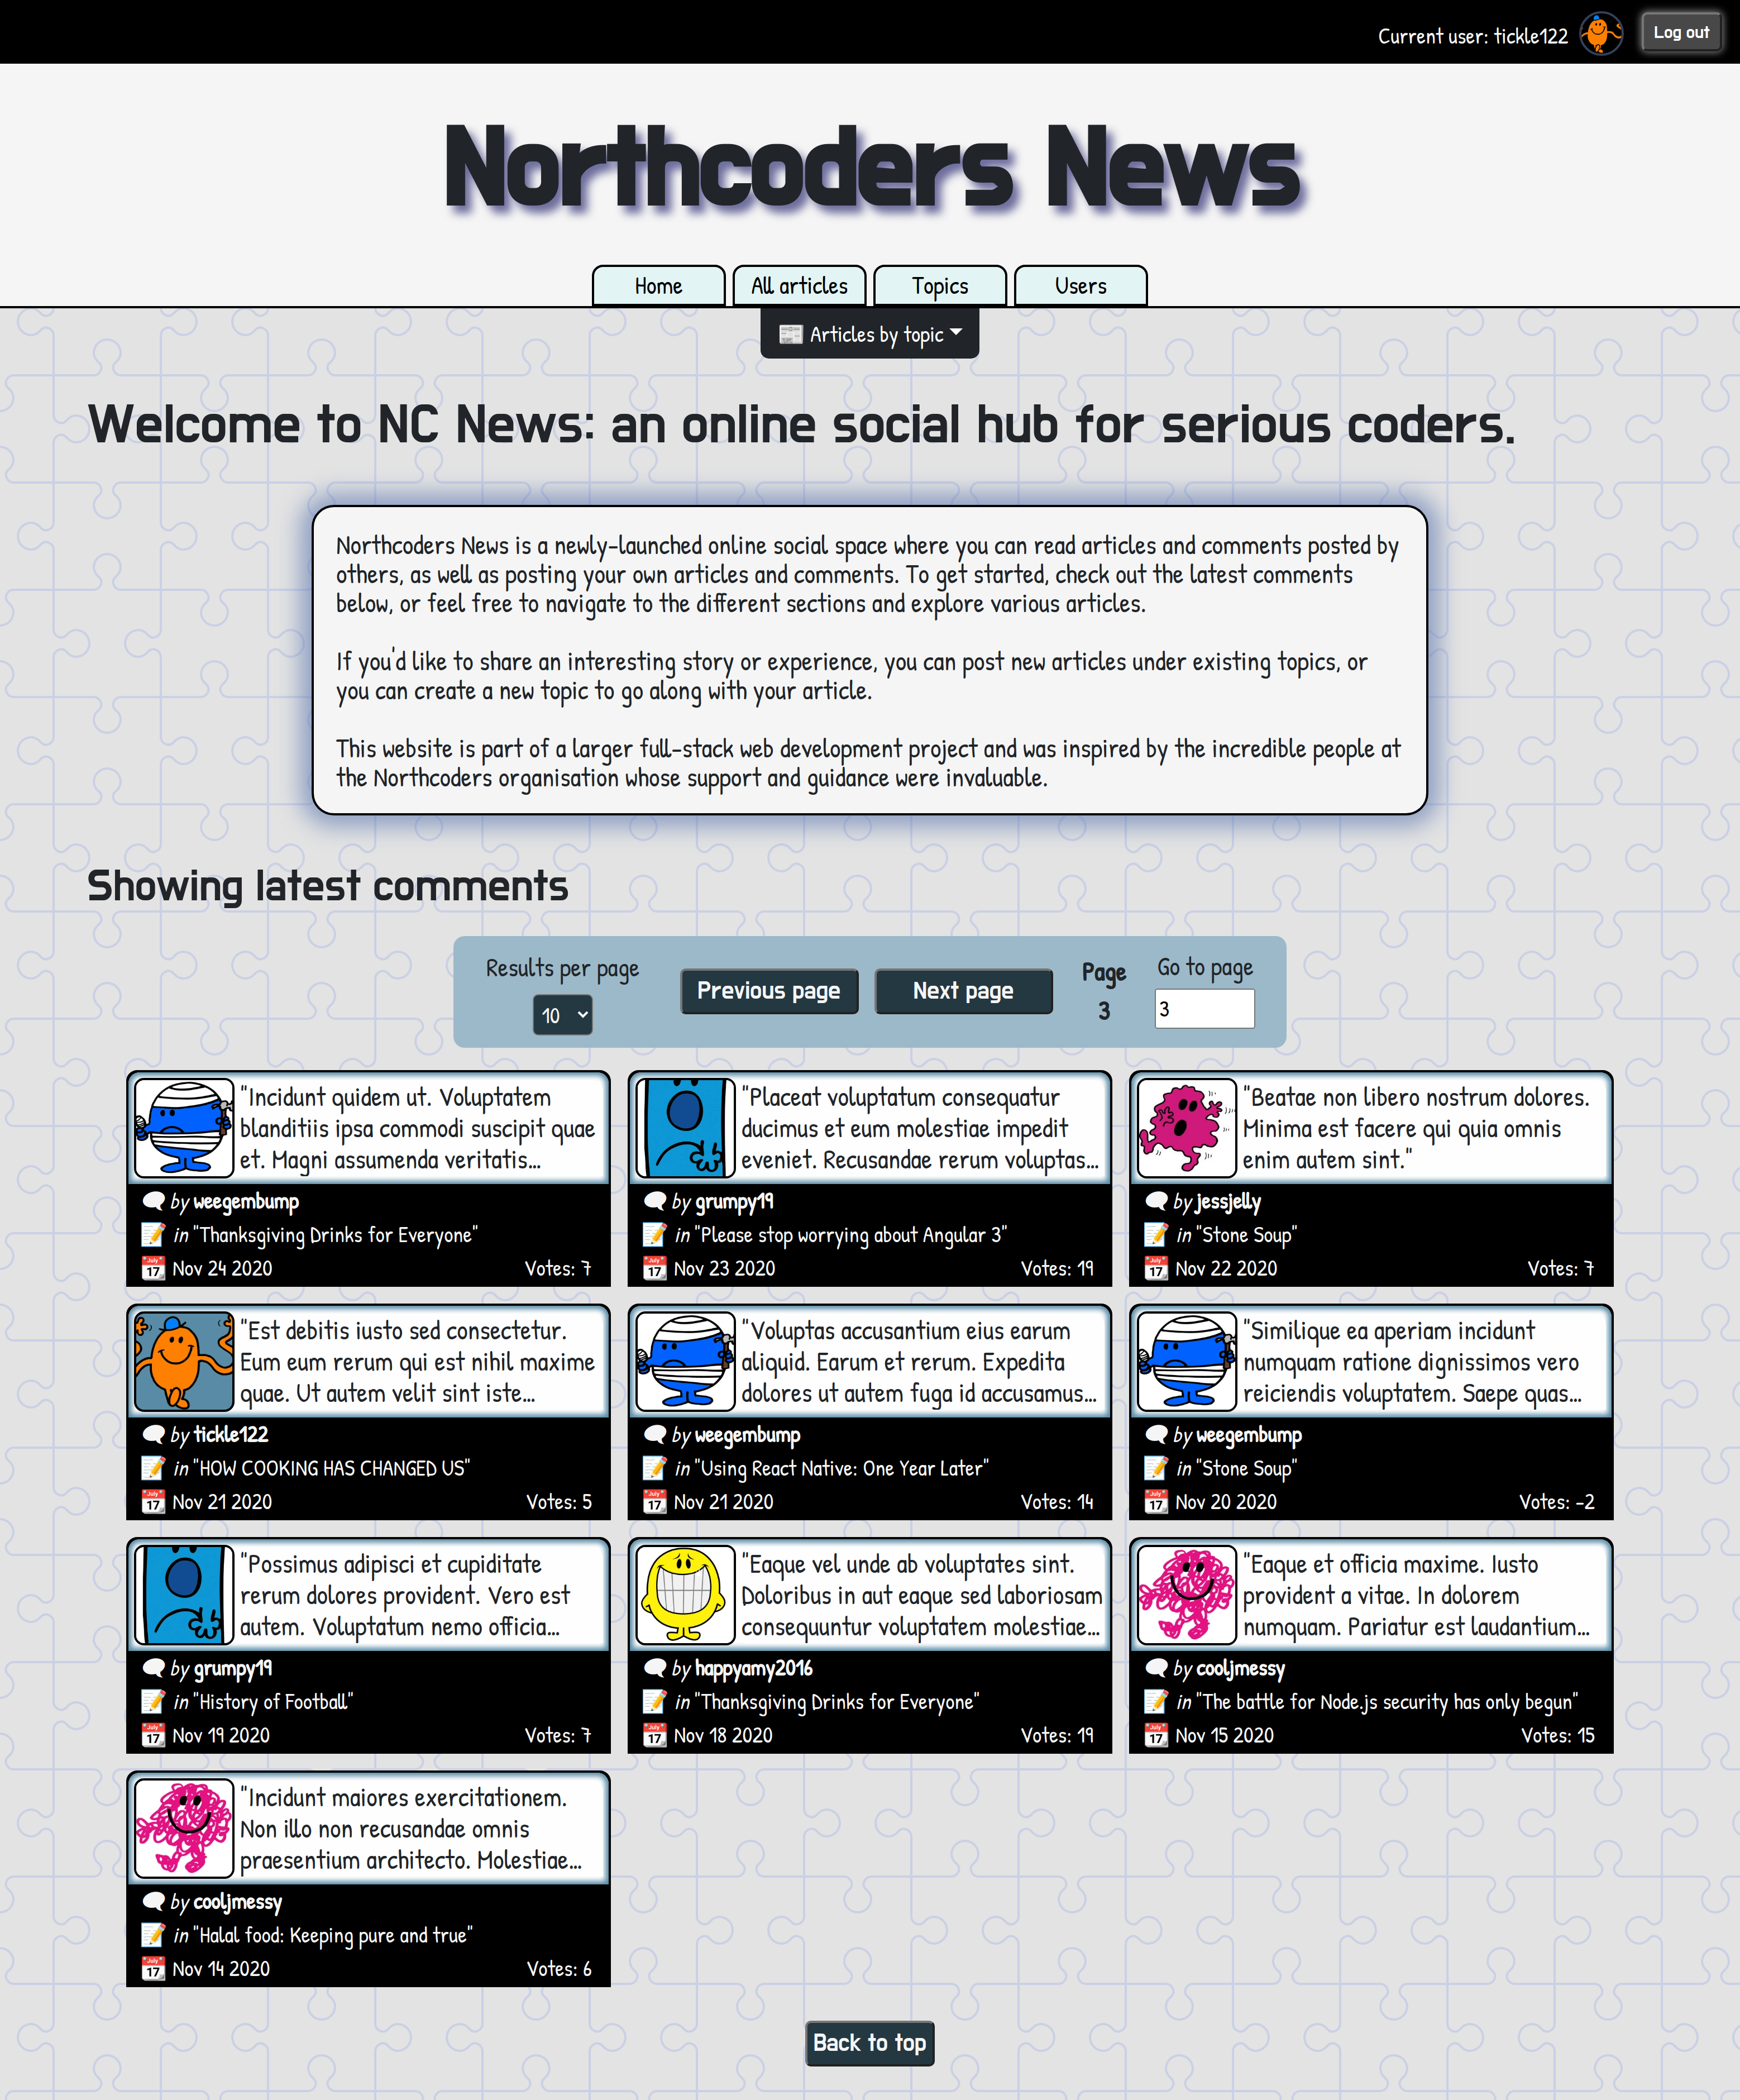 Current user: tickle122
Log out
Northcoders News
Home
All articles
Topics
Users
Articles by topic
Welcome to NC News: an online social hub for serious coders.
Northcoders News is a newly-launched online social space where you can read articles and comments posted by
others, as well as posting your own articles and comments. To get started, check out the latest comments
below, or feel free to navigate to the different sections and explore various articles.
If you'd like to share an interesting story or experience, you can post new articles under existing topics, or
you can create a new topic to go along with your article.
This website is part of a larger full-stack web development project and was inspired by the incredible people at
the Northcoders organisation whose support and guidance were invaluable.
Showing latest comments
Results per page
10
Previous page
Next page
Page
3
Go to page
3
"Incidunt quidem ut. Voluptatem
blanditiis ipsa commodi suscipit quae
et. Magni assumenda veritatis...
by weegembump
in "Thanksgiving Drinks for Everyone"
Nov 24 2020
Votes: 7
"Placeat voluptatum consequatur
ducimus et eum molestiae impedit
eveniet. Recusandae rerum voluptas...
by grumpy19
in "Please stop worrying about Angular 3"
Nov 23 2020
Votes: 19
"Beatae non libero nostrum dolores.
Minima est facere qui quia omnis
enim autem sint."
by jessjelly
in "Stone Soup"
Nov 22 2020
Votes: 7
"Est debitis iusto sed consectetur.
Eum eum rerum qui est nihil maxime
quae. Ut autem velit sint iste...
by tickle122
in "HOW COOKING HAS CHANGED US"
Nov 21 2020
Votes: 5
"Voluptas accusantium eius earum
aliquid. Earum et rerum. Expedita
dolores ut autem fuga id accusamus...
by weegembump
in "Using React Native: One Year Later"
Nov 21 2020
Votes: 14
"Similique ea aperiam incidunt
numquam ratione dignissimos vero
reiciendis voluptatem. Saepe quas...
by weegembump
in "Stone Soup"
Nov 20 2020
Votes: -2
"Possimus adipisci et cupiditate
rerum dolores provident. Vero est
autem. Voluptatum nemo officia...
by grumpy19
in "History of Football"
Nov 19 2020
Votes: 7
"Eaque vel unde ab voluptates sint.
Doloribus in aut eaque sed laboriosam
consequuntur voluptatem molestiae...
by happyamy2016
in "Thanksgiving Drinks for Everyone"
Nov 18 2020
Votes: 19
"Eaque et officia maxime. Iusto
provident a vitae. In dolorem
numquam. Pariatur est laudantium...
by cooljmessy
in "The battle for Node.js security has only begun"
Nov 15 2020
Votes: 15
"Incidunt maiores exercitationem.
Non illo non recusandae omnis
praesentium architecto. Molestiae...
by cooljmessy
in "Halal food: Keeping pure and true"
Nov 14 2020
Votes: 6
Back to top